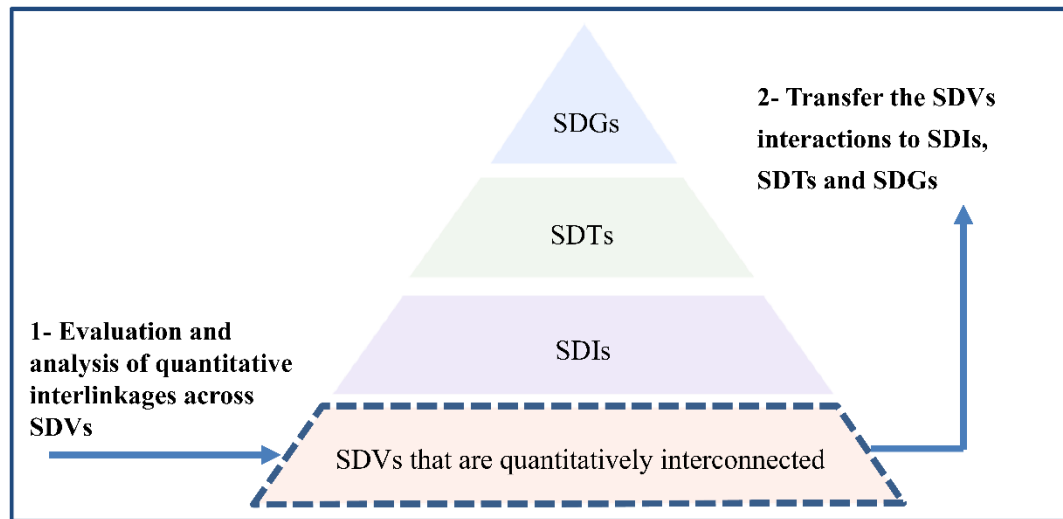 SDGs
2- Transfer the SDVs
interactions to SDIs,
SDTs and SDGs
SDTs
1- Evaluation and
analysis of quantitative
interlinkages across
SDVs
SDIs
SDVs that are quantitatively interconnected